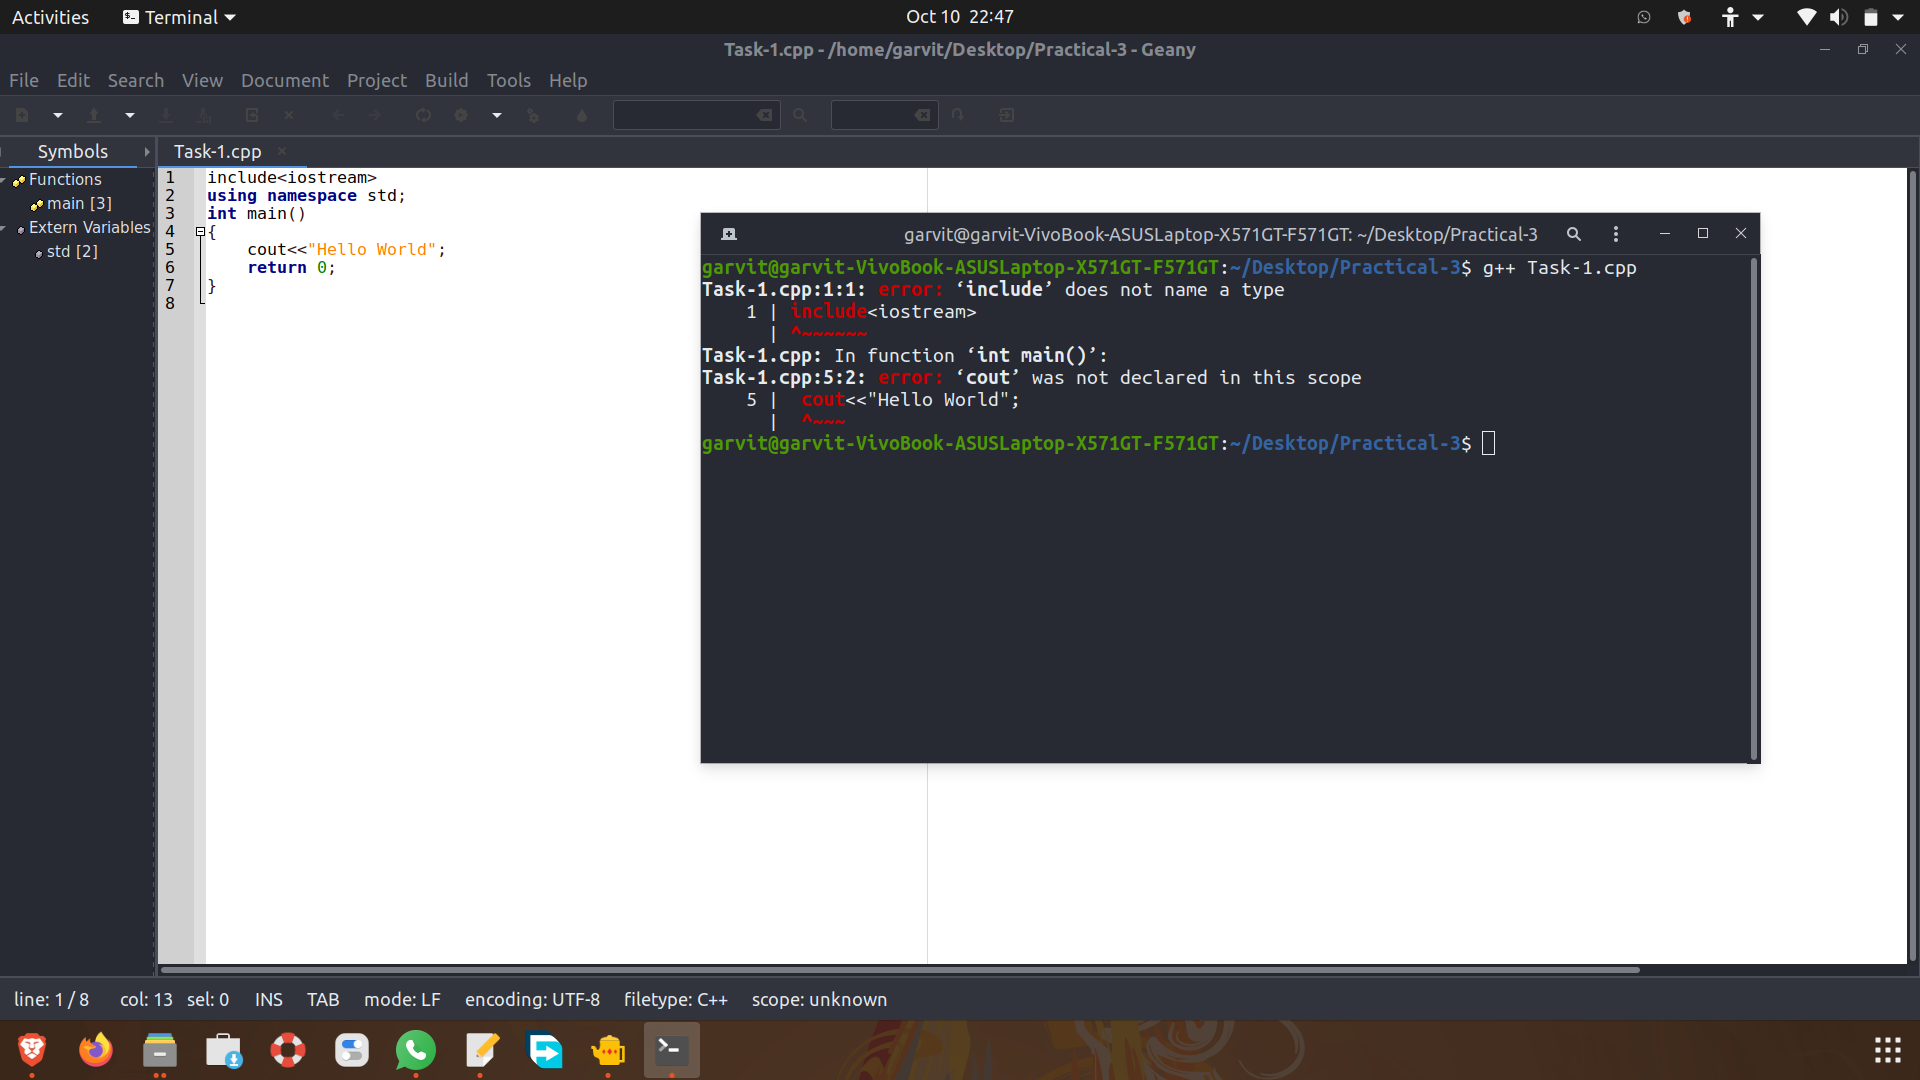 Activities Terminal Oct 10 22:47
Task-1.cpp - /home/garvit/Desktop/Practical-3 - Geany
File Edit Search View Document Project Build Tools Help
Symbols Task-1.cpp
Functions
main [3]
Extern Variables
std [2]
1 include<iostream>
2 using namespace std;
3 int main()
4 {
5 cout<<"Hello World";
6 return 0;
7 }
8
garvit@garvit-VivoBook-ASUSLaptop-X571GT-F571GT: ~/Desktop/Practical-3
garvit@garvit-VivoBook-ASUSLaptop-X571GT-F571GT:~/Desktop/Practical-3$ g++ Task-1.cpp
Task-1.cpp:1:1: error: ‘include’ does not name a type
1 | include<iostream>
| ^~~~~~~
Task-1.cpp: In function ‘int main()’:
Task-1.cpp:5:2: error: ‘cout’ was not declared in this scope
5 | cout<<"Hello World";
| ^~~~
garvit@garvit-VivoBook-ASUSLaptop-X571GT-F571GT:~/Desktop/Practical-3$
line: 1 / 8 col: 13 sel: 0 INS TAB mode: LF encoding: UTF-8 filetype: C++ scope: unknown